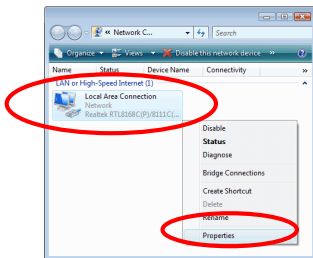 « Network C...
Search
Organize
Views
Disable this network device
»
Name Status Device Name Connectivity »
LAN or High-Speed Internet (1)
Local Area Connection
Network
Realtek RTL8168C(P)/8111C(...
Disable
Status
Diagnose
Bridge Connections
Create Shortcut
Delete
Rename
Properties